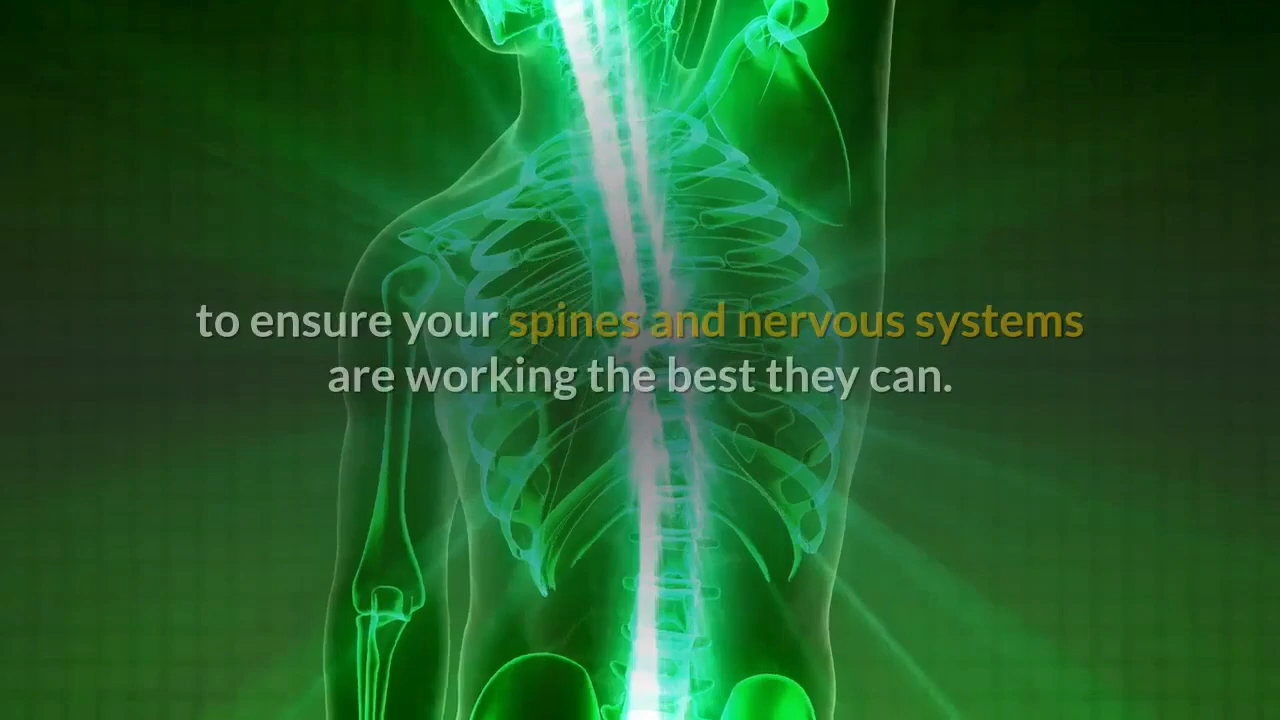 to ensure your spines and nervous systems
are working the best they can.